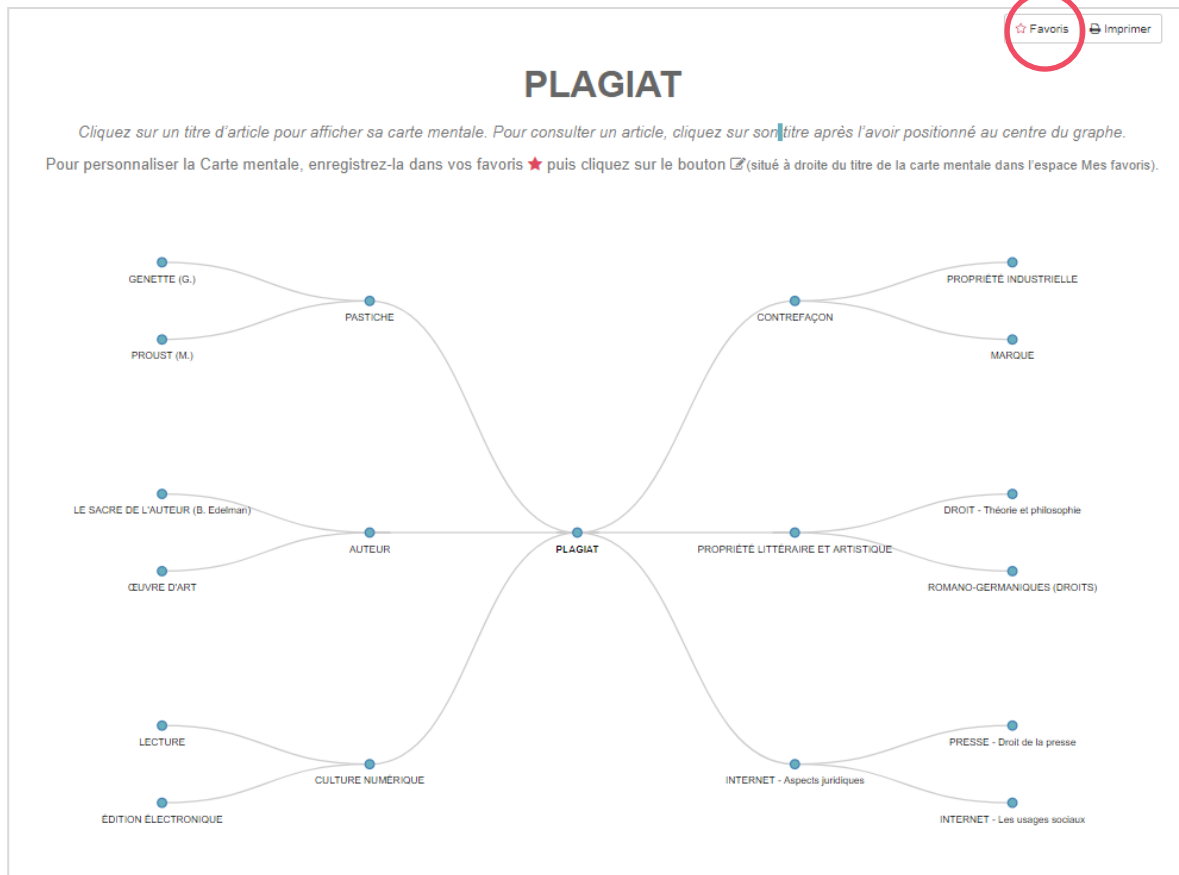 Favoris Imprimer
PLAGIAT
Cliquez sur un titre d'article pour afficher sa carte mentale. Pour consulter un article, cliquez sur son titre après l'avoir positionné au centre du graphe.
Pour personnaliser la Carte mentale, enregistrez-la dans vos favoris ★ puis cliquez sur le bouton (situé à droite du titre de la carte mentale dans l'espace Mes favoris).
GENETTE (G.)
PROPRIÉTÉ INDUSTRIELLE
PASTICHE
CONTREFAÇON
PROUST (M.)
MARQUE
LE SACRE DE L'AUTEUR (B. Edelman)
DROIT - Théorie et philosophie
AUTEUR
PLAGIAT
PROPRIÉTÉ LITTÉRAIRE ET ARTISTIQUE
ŒUVRE D'ART
ROMANO-GERMANIQUES (DROITS)
LECTURE
PRESSE - Droit de la presse
CULTURE NUMÉRIQUE
INTERNET - Aspects juridiques
ÉDITION ÉLECTRONIQUE
INTERNET - Les usages sociaux